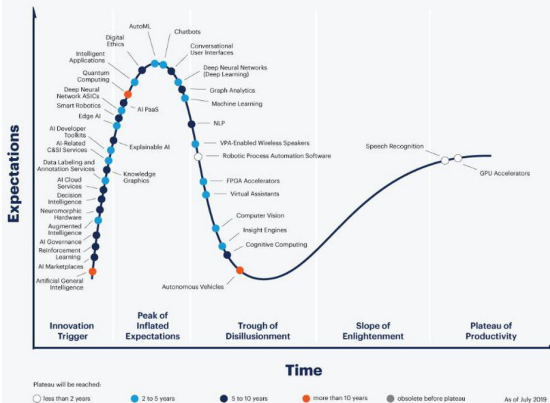 AutoML
Chatbots
Digital
Ethics
Conversational
User Interfaces
Intelligent
Applications
Deep Neural Networks
(Deep Learning)
Quantum
Computing
Graph Analytics
Deep Neural
Network ASICs
Machine Learning
AI PaaS
Smart Robotics
Edge AI
NLP
AI Developer
Toolkits
VPA-Enabled Wireless Speakers
AI-Related
C&SI Services
Explainable AI
Robotic Process Automation Software
Speech Recognition
GPU Accelerators
Data Labeling and
Annotation Services
Knowledge
Graphics
FPGA Accelerators
AI Cloud
Services
Virtual Assistants
Decision
Intelligence
Neuromorphic
Hardware
Computer Vision
Augmented
Intelligence
Insight Engines
AI Governance
Cognitive Computing
Reinforcement
Learning
AI Marketplaces
Autonomous Vehicles
Artificial General
Intelligence
Expectations
Innovation
Trigger
Peak of
Inflated
Expectations
Trough of
Disillusionment
Slope of
Enlightenment
Plateau of
Productivity
Time
Plateau will be reached:
less than 2 years
2 to 5 years
5 to 10 years
more than 10 years
obsolete before plateau
As of July 2019